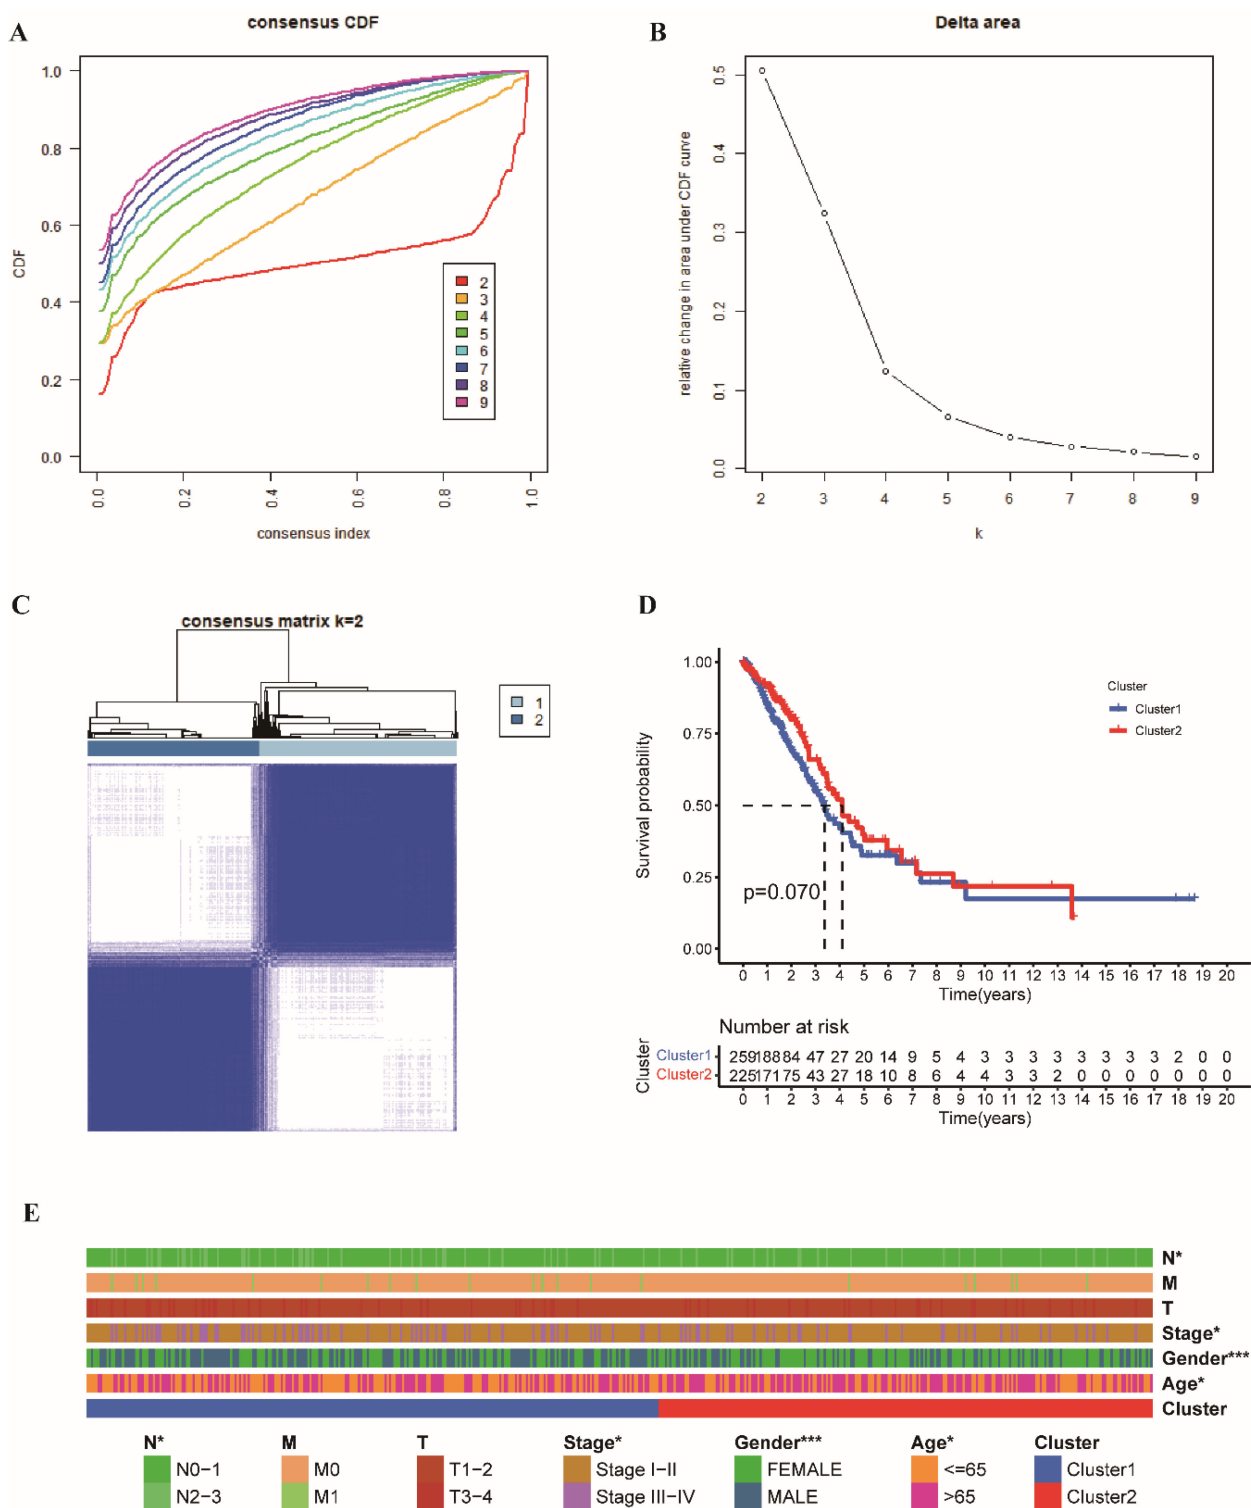 A
consensus CDF
CDF
1.0
0.8
0.6
0.4
0.2
0.0
2
3
4
5
6
7
8
9
0.0 0.2 0.4 0.6 0.8 1.0
consensus index
B
Delta area
relative change in area under CDF curve
0.5
0.4
0.3
0.2
0.1
0.0
2 3 4 5 6 7 8 9
k
C
consensus matrix k=2
1
2
D
Survival probability
1.00
0.75
0.50
0.25
0.00
Cluster
Cluster1
Cluster2
p=0.070
0 1 2 3 4 5 6 7 8 9 10 11 12 13 14 15 16 17 18 19 20
Time(years)
Number at risk
Cluster
Cluster1 259 188 84 47 27 20 14 9 5 4 3 3 3 3 3 3 3 3 2 0 0
Cluster2 225 171 75 43 27 18 10 8 6 4 4 3 3 2 0 0 0 0 0 0 0
0 1 2 3 4 5 6 7 8 9 10 11 12 13 14 15 16 17 18 19 20
Time(years)
E
N*
M
T
Stage*
Gender***
Age*
Cluster
N* M T Stage* Gender*** Age* Cluster
N0-1 M0 T1-2 Stage I-II FEMALE <=65 Cluster1
N2-3 M1 T3-4 Stage III-IV MALE >65 Cluster2